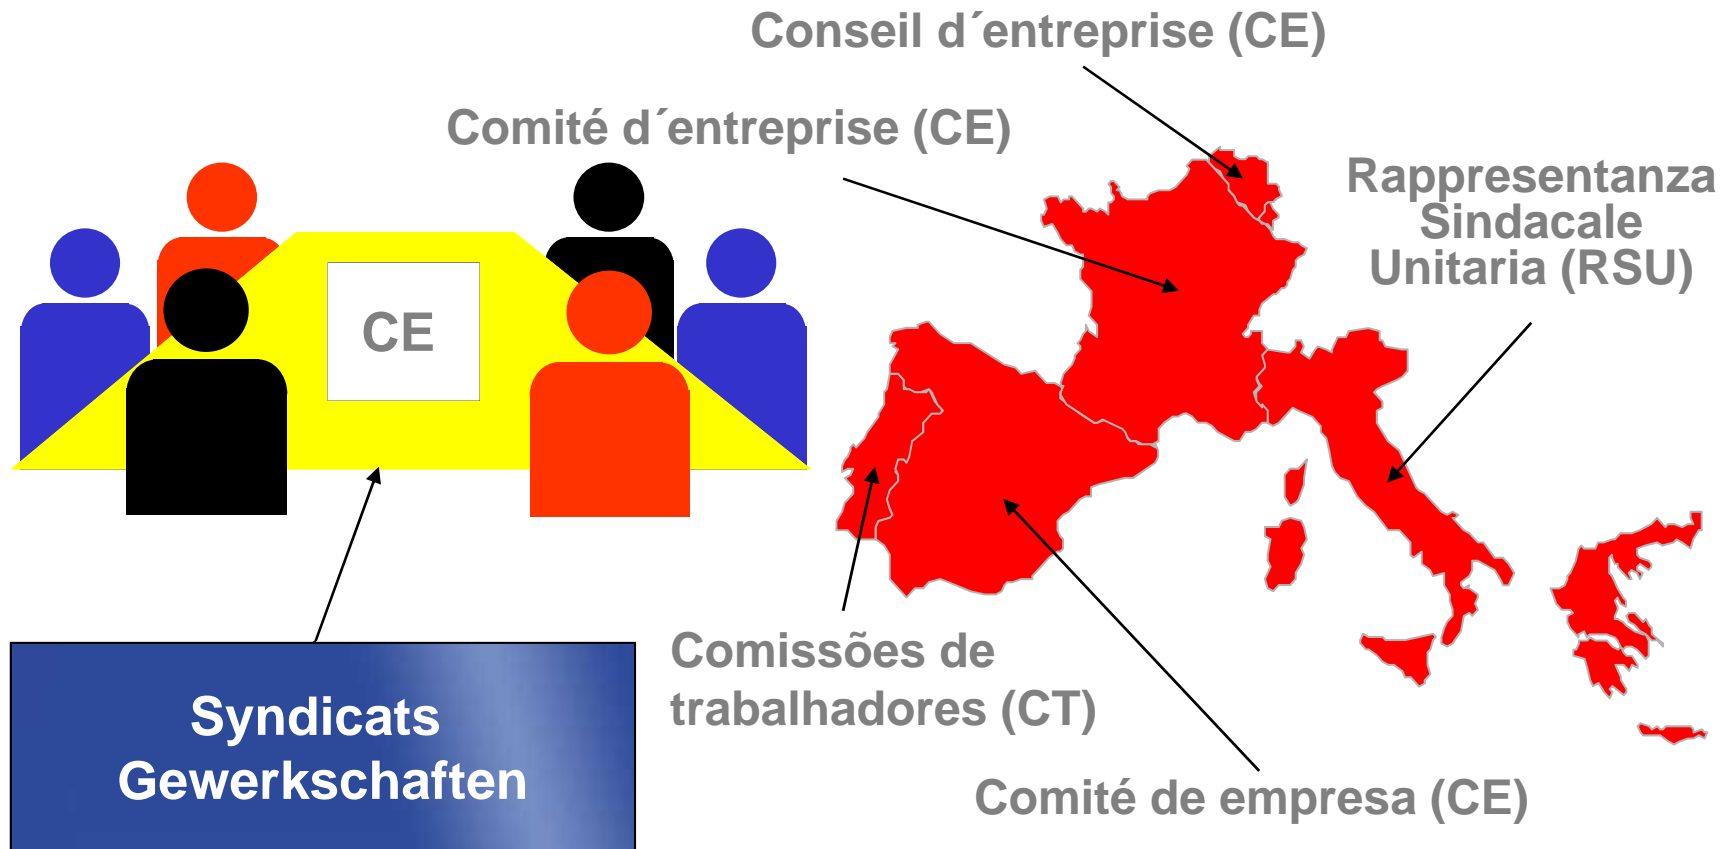 Conseil d´entreprise (CE)
Comité d´entreprise (CE)
Rappresentanza
Sindacale
Unitaria (RSU)
CE
Comissões de
trabalhadores (CT)
Syndicats
Gewerkschaften
Comité de empresa (CE)